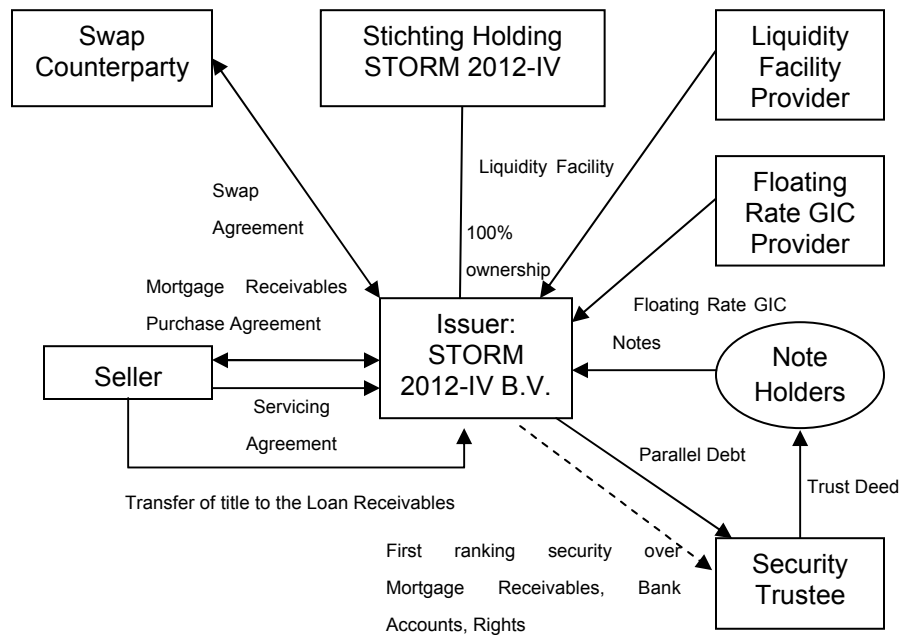 Swap
Counterparty
Stichting Holding
STORM 2012-IV
Liquidity
Facility
Provider
Liquidity Facility
Swap
Agreement
Floating
Rate GIC
Provider
100%
ownership
Mortgage Receivables
Purchase Agreement
Floating Rate GIC
Issuer:
STORM
2012-IV B.V.
Notes
Note
Holders
Seller
Servicing
Agreement
Parallel Debt
Trust Deed
Transfer of title to the Loan Receivables
First ranking security over
Mortgage Receivables, Bank
Accounts, Rights
Security
Trustee